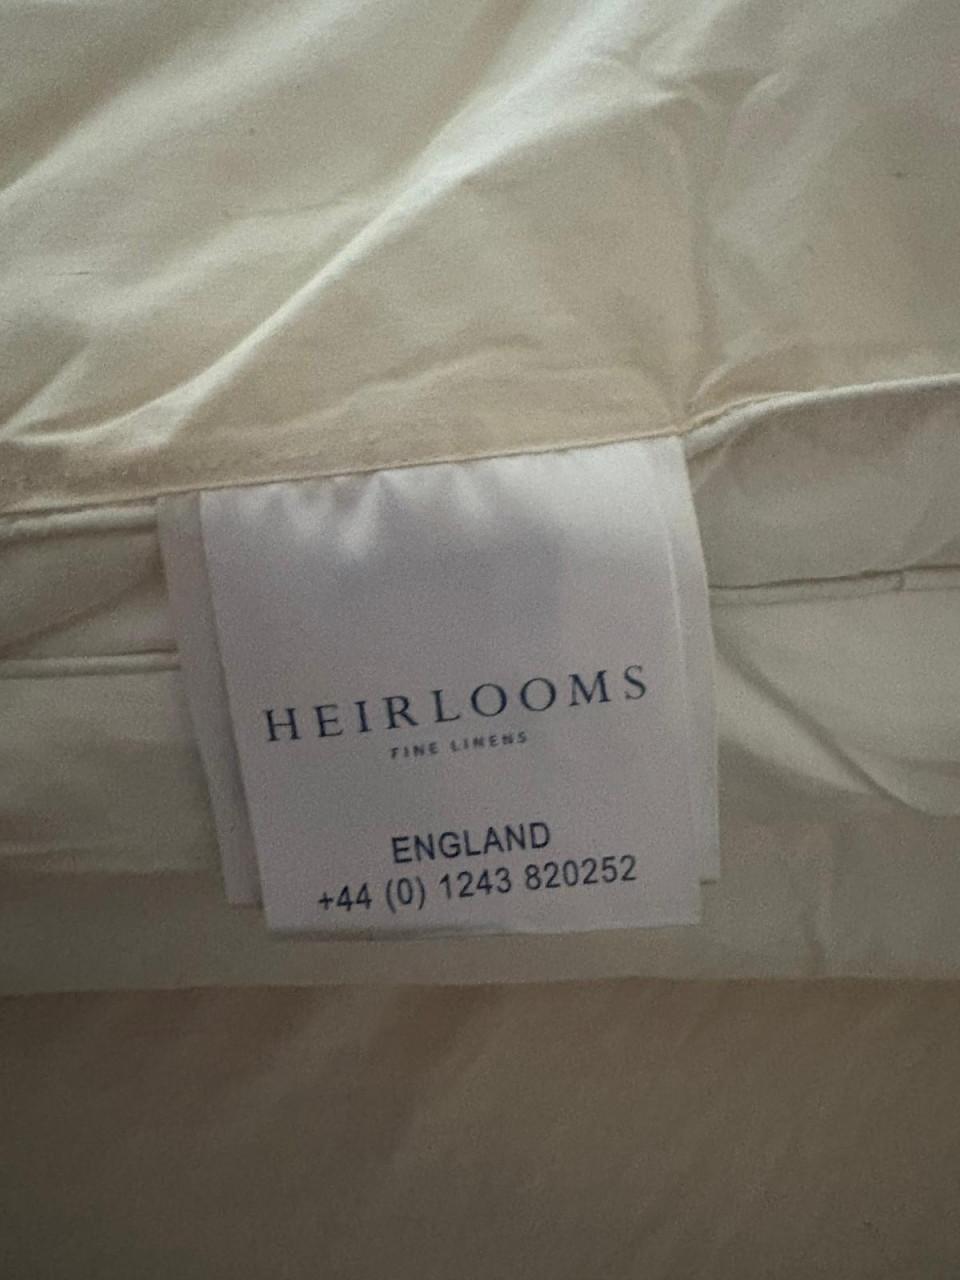 HEIRLOOMS
FINE LINENS
ENGLAND
+44 (0) 1243 820252